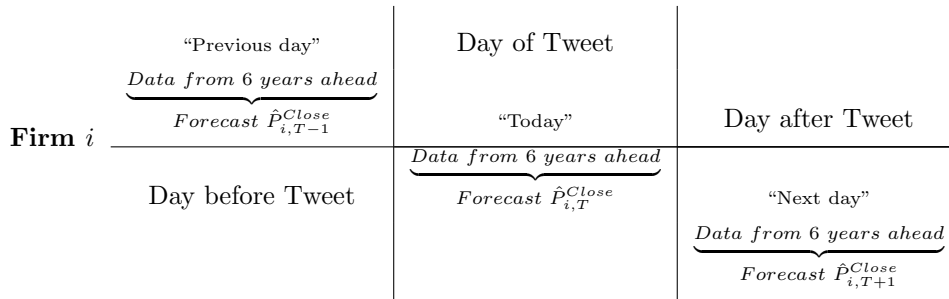 “Previous day”
Data from 6 years ahead
Forecast P̂_{i,T−1}^{Close}
Day of Tweet
“Today”
Day after Tweet
Firm i
Day before Tweet
Data from 6 years ahead
Forecast P̂_{i,T}^{Close}
“Next day”
Data from 6 years ahead
Forecast P̂_{i,T+1}^{Close}